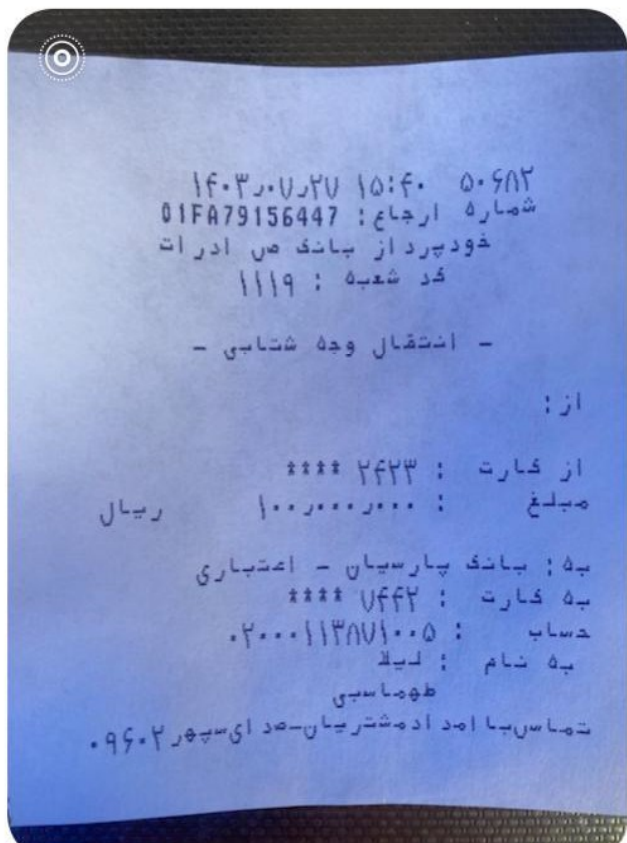 ۱۴۰۳/۰۷/۲۷ ۱۵:۴۰ ۵۰۶۸۲
شماره ارجاع: 01FA79156447
خودپرداز بانک صادرات
کد شعبه : ۱۱۱۹
- انتقال وجه شتابی -
از:
از کارت : ۲۴۲۳ ****
مبلغ : ۱۰۰,۰۰۰,۰۰۰ ریال
به: بانک پارسیان - اعتباری
به کارت : ۷۴۴۲ ****
حساب : ۰۲۰۰۰۱۱۳۸۷۱۰۰۵
به نام : لیلا
طهماسبی
تماس با امداد مشتریان-صدای سپهر ۰۹۶۰۲